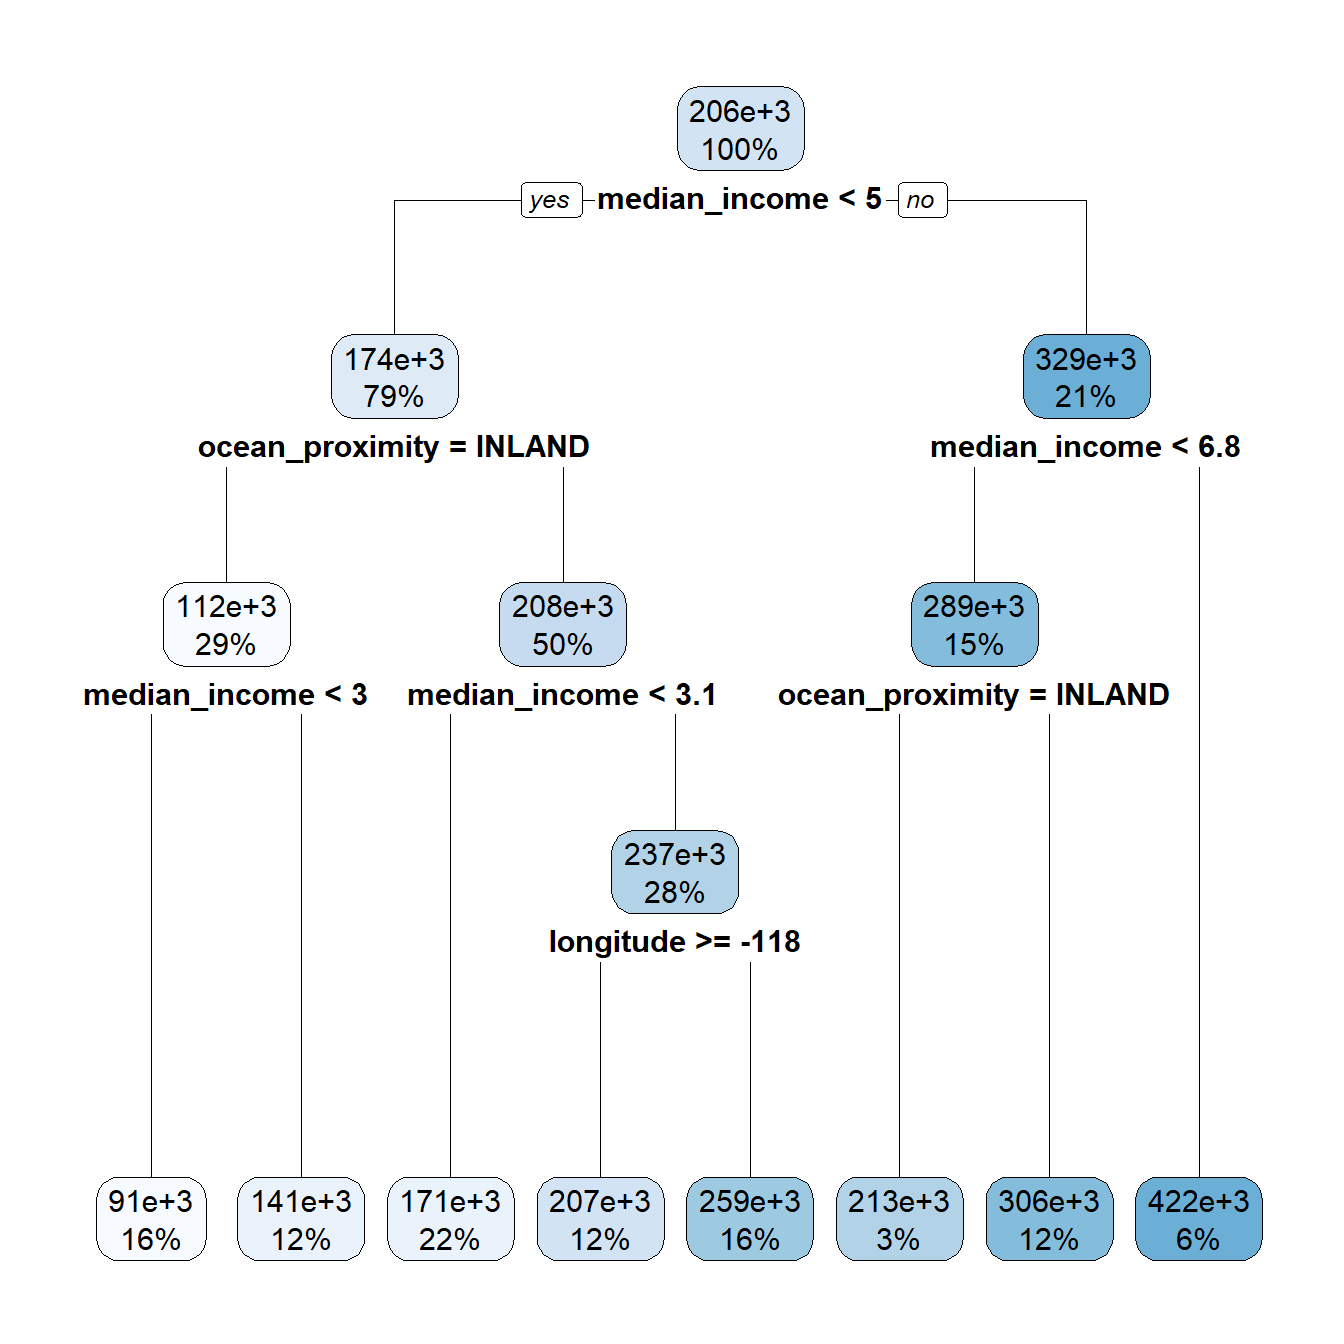 206e+3
100%
yes median_income < 5 no
174e+3
79%
329e+3
21%
ocean_proximity = INLAND
median_income < 6.8
112e+3
29%
208e+3
50%
289e+3
15%
median_income < 3
median_income < 3.1
ocean_proximity = INLAND
237e+3
28%
longitude >= -118
91e+3
16%
141e+3
12%
171e+3
22%
207e+3
12%
259e+3
16%
213e+3
3%
306e+3
12%
422e+3
6%